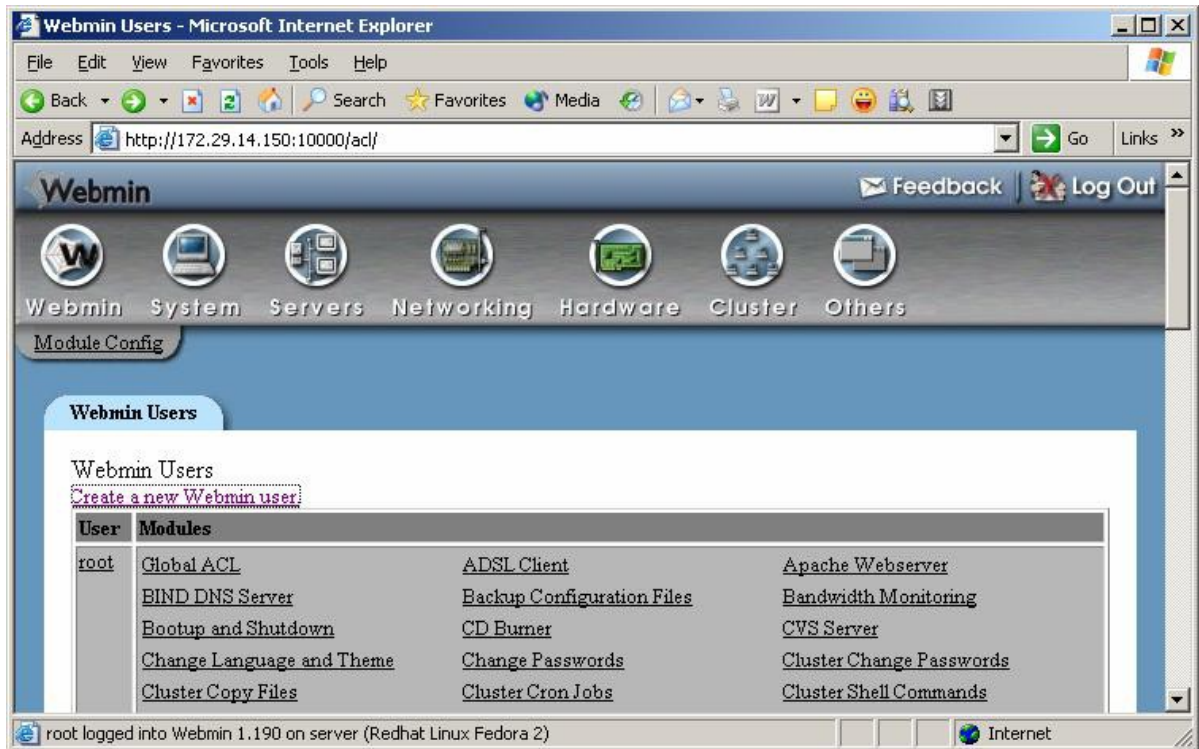 Webmin Users - Microsoft Internet Explorer
File Edit View Favorites Tools Help
Back Search Favorites Media
Address http://172.29.14.150:10000/acl/ Go Links »
Webmin Feedback Log Out
Webmin System Servers Networking Hardware Cluster Others
Module Config
Webmin Users
Webmin Users
Create a new Webmin user.
User Modules
root Global ACL ADSL Client Apache Webserver
BIND DNS Server Backup Configuration Files Bandwidth Monitoring
Bootup and Shutdown CD Burner CVS Server
Change Language and Theme Change Passwords Cluster Change Passwords
Cluster Copy Files Cluster Cron Jobs Cluster Shell Commands
root logged into Webmin 1.190 on server (Redhat Linux Fedora 2) Internet